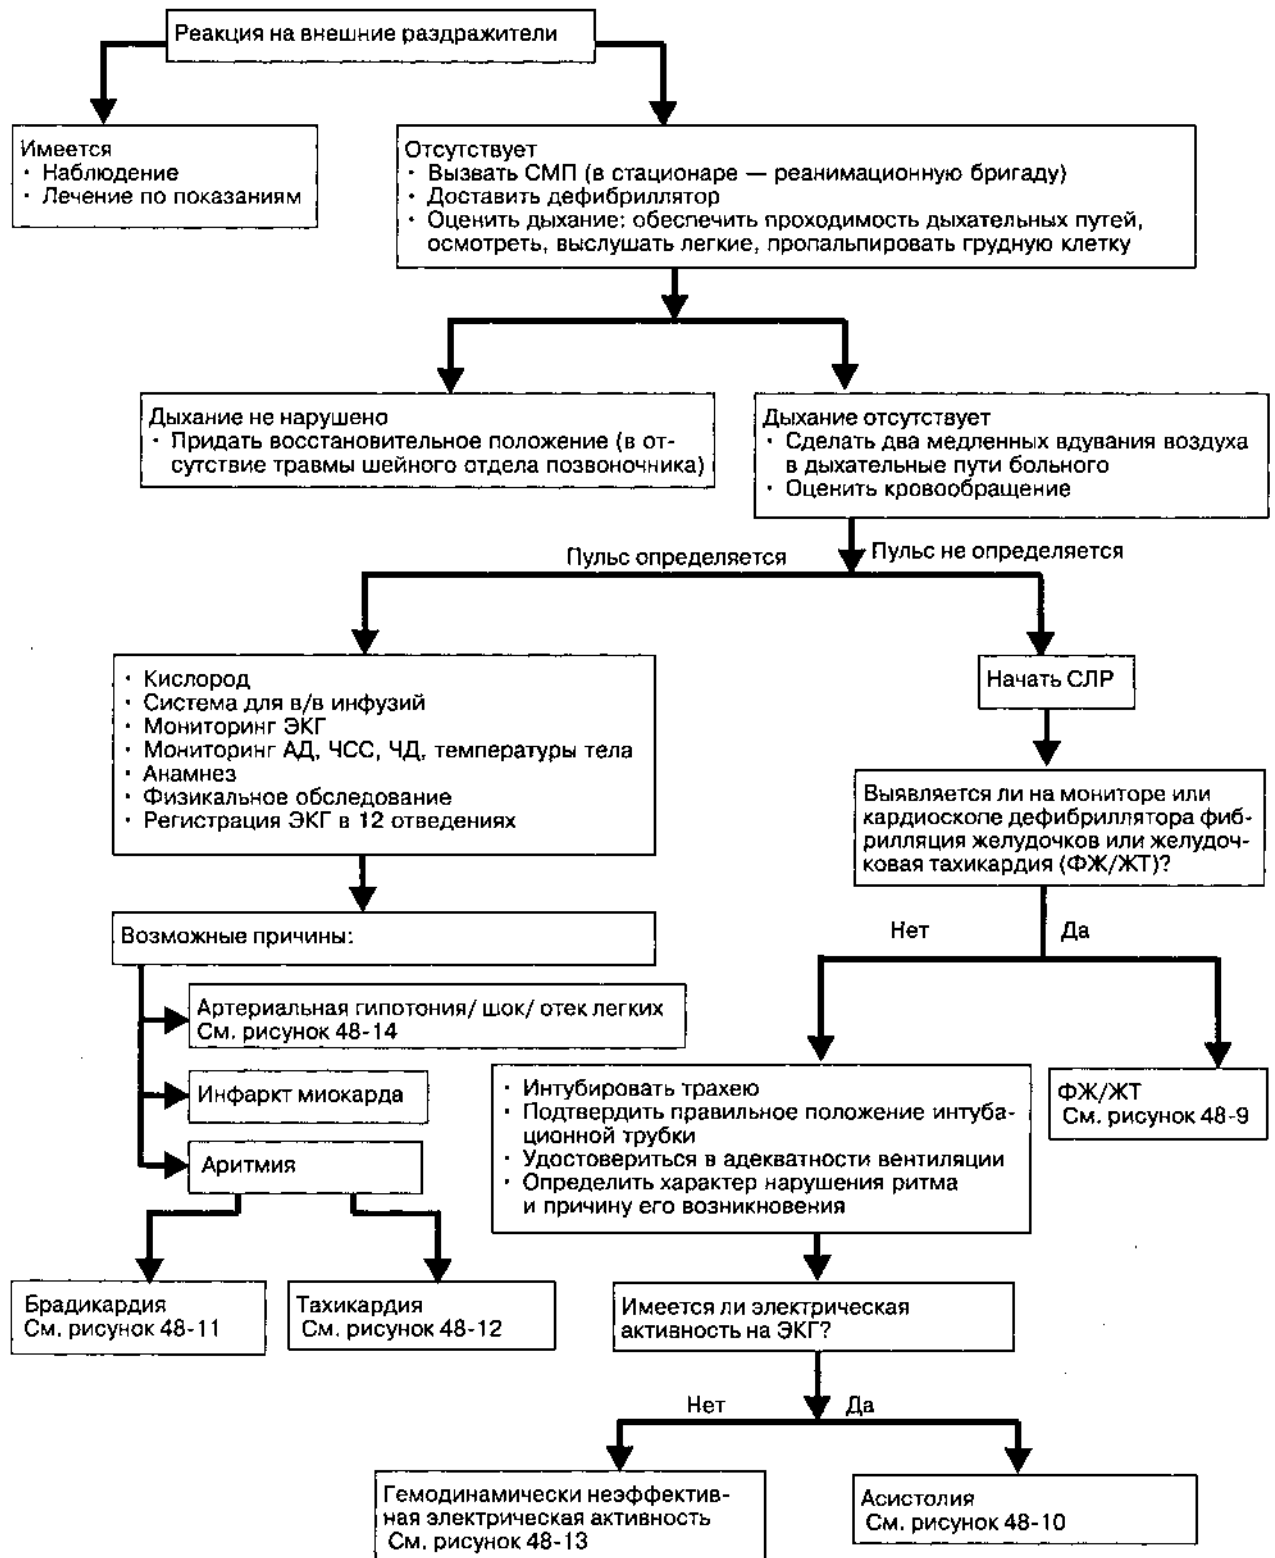 Реакция на внешние раздражители
Имеется
· Наблюдение
· Лечение по показаниям
Отсутствует
· Вызвать СМП (в стационаре — реанимационную бригаду)
· Доставить дефибриллятор
· Оценить дыхание: обеспечить проходимость дыхательных путей,
осмотреть, выслушать легкие, пропальпировать грудную клетку
Дыхание не нарушено
· Придать восстановительное положение (в от-
сутствие травмы шейного отдела позвоночника)
Дыхание отсутствует
· Сделать два медленных вдувания воздуха
в дыхательные пути больного
· Оценить кровообращение
Пульс определяется
Пульс не определяется
· Кислород
· Система для в/в инфузий
· Мониторинг ЭКГ
· Мониторинг АД, ЧСС, ЧД, температуры тела
· Анамнез
· Физикальное обследование
· Регистрация ЭКГ в 12 отведениях
Начать СЛР
Выявляется ли на мониторе или
кардиоскопе дефибриллятора фиб-
рилляция желудочков или желудоч-
ковая тахикардия (ФЖ/ЖТ)?
Нет
Да
Возможные причины:
Артериальная гипотония/ шок/ отек легких
См. рисунок 48-14
Инфаркт миокарда
Аритмия
Брадикардия
См. рисунок 48-11
Тахикардия
См. рисунок 48-12
· Интубировать трахею
· Подтвердить правильное положение интуба-
ционной трубки
· Удостовериться в адекватности вентиляции
· Определить характер нарушения ритма
и причину его возникновения
ФЖ/ЖТ
См. рисунок 48-9
Имеется ли электрическая
активность на ЭКГ?
Нет
Да
Гемодинамически неэффектив-
ная электрическая активность
См. рисунок 48-13
Асистолия
См. рисунок 48-10